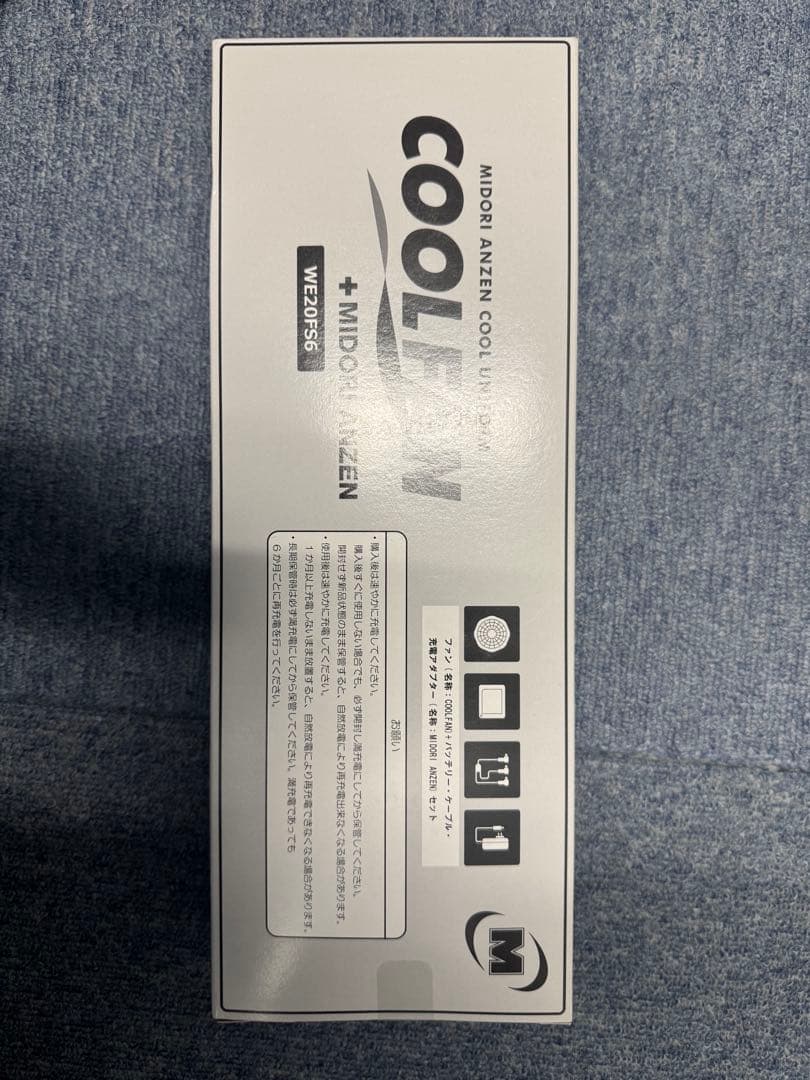 MIDORI ANZEN COOL UNIFORM
COOLFAN
+MIDORI ANZEN
WE20FS6
ファン（名称：COOLFAN）＋バッテリー・ケーブル・
充電アダプター（名称：MIDORI ANZEN）セット
お願い
・購入後は速やかに充電してください。
購入後すぐに使用しない場合でも、必ず開封し満充電にしてから保管してください。
開封せず新品状態のまま保管すると、自然放電により再充電出来なくなる場合があります。
・使用後は速やかに充電してください。
1か月以上充電しないまま放置すると、自然放電により再充電できなくなる場合があります。
・長期保管時は必ず満充電にしてから保管してください。満充電であっても
6か月ごとに再充電を行ってください。
M